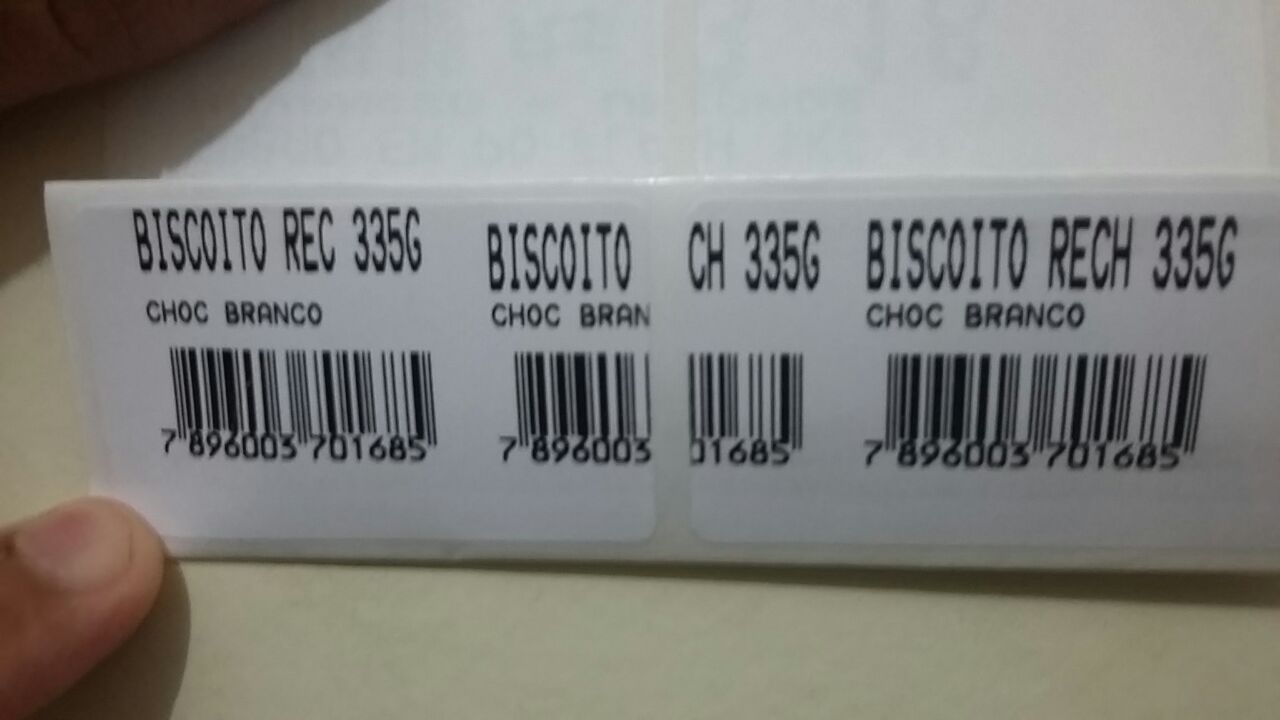 BISCOITO REC 335G
CHOC BRANCO
7 896003 701685
BISCOITO
CHOC BRAN
7 896003
CH 335G
01685
BISCOITO RECH 335G
CHOC BRANCO
7 896003 701685